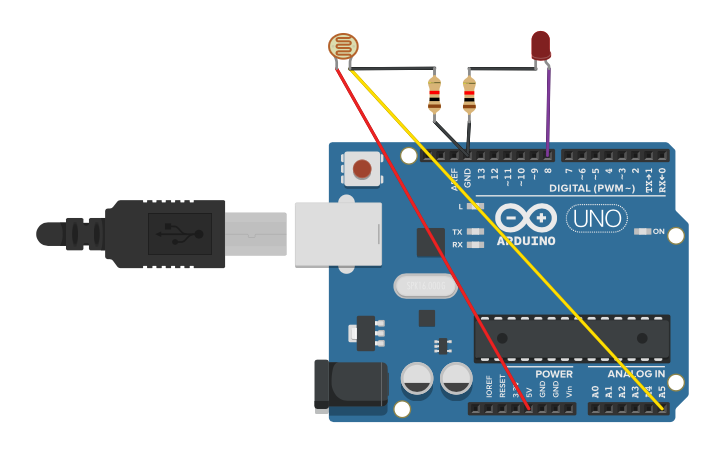 AREF
GND
13
12
~11
~10
~9
8
7
~6
~5
4
~3
2
TX→1
RX←0
DIGITAL (PWM~)
L
TX
RX
ARDUINO
UNO
ON
POWER
ANALOG IN
IOREF
RESET
3.3V
5V
GND
GND
Vin
A0
A1
A2
A3
A4
A5